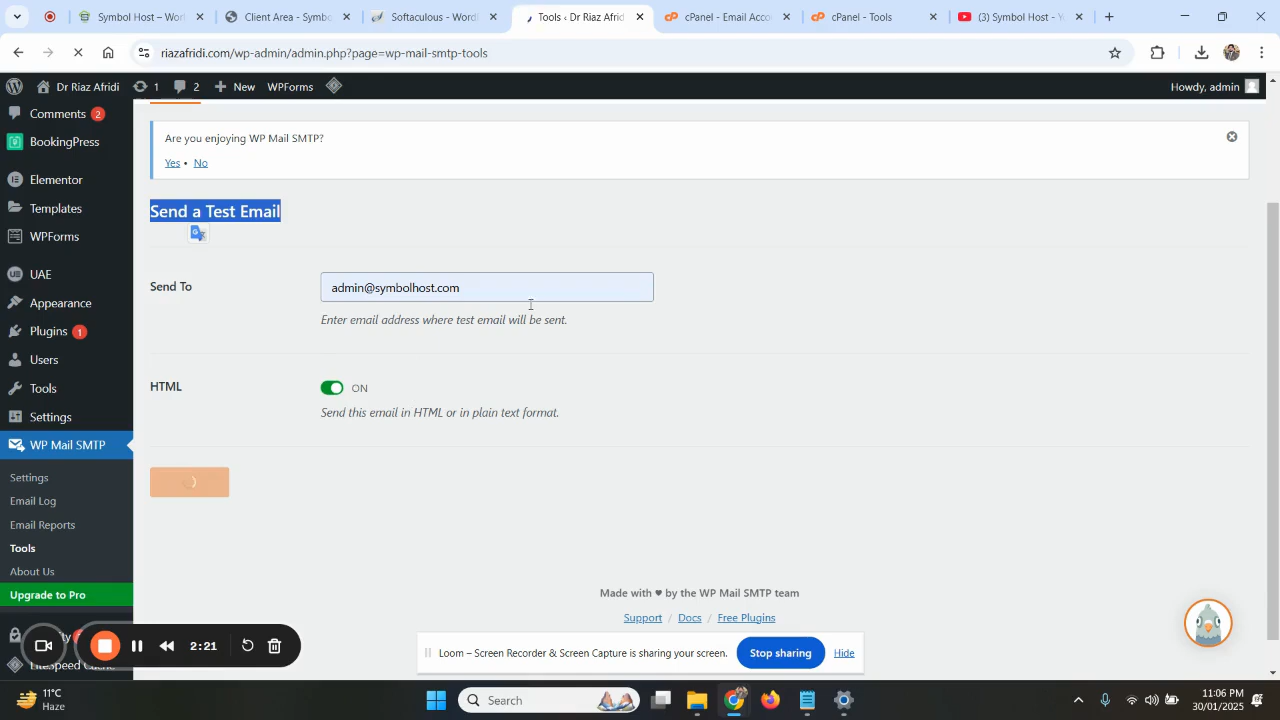 Symbol Host – Wor
Client Area - Symbo
Softaculous - Word
Tools ‹ Dr Riaz Afrid
cPanel - Email Acco
cPanel - Tools
(3) Symbol Host - Y
riazafridi.com/wp-admin/admin.php?page=wp-mail-smtp-tools
Dr Riaz Afridi
1
2
New
WPForms
Howdy, admin
Comments 2
BookingPress
Elementor
Templates
WPForms
UAE
Appearance
Plugins 1
Users
Tools
Settings
WP Mail SMTP
Settings
Email Log
Email Reports
Tools
About Us
Upgrade to Pro
LiteSpeed Cache
Are you enjoying WP Mail SMTP?
Yes • No
Send a Test Email
Send To
admin@symbolhost.com
Enter email address where test email will be sent.
HTML
ON
Send this email in HTML or in plain text format.
Made with ♥ by the WP Mail SMTP team
Support / Docs / Free Plugins
2:21
Loom – Screen Recorder & Screen Capture is sharing your screen.
Stop sharing
Hide
11°C
Haze
Search
11:06 PM
30/01/2025